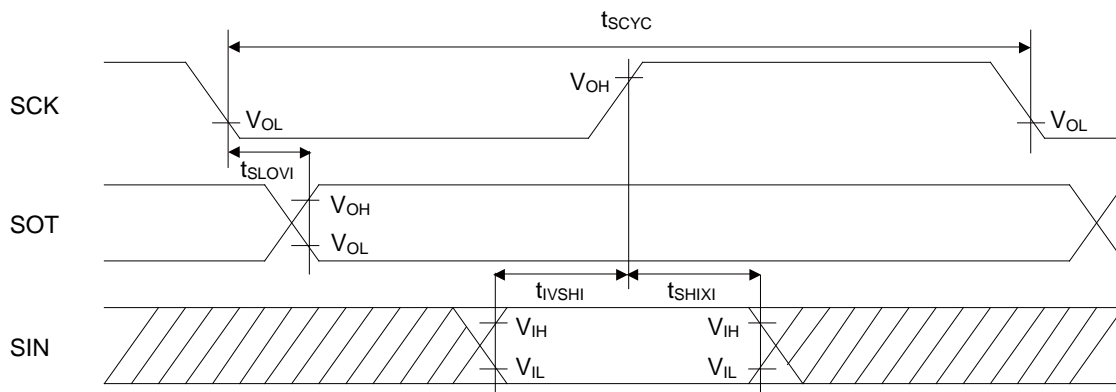 tSCYC
SCK
VOH
VOL
VOL
tSLOVI
SOT
VOH
VOL
tIVSHI
tSHIXI
SIN
VIH
VIH
VIL
VIL